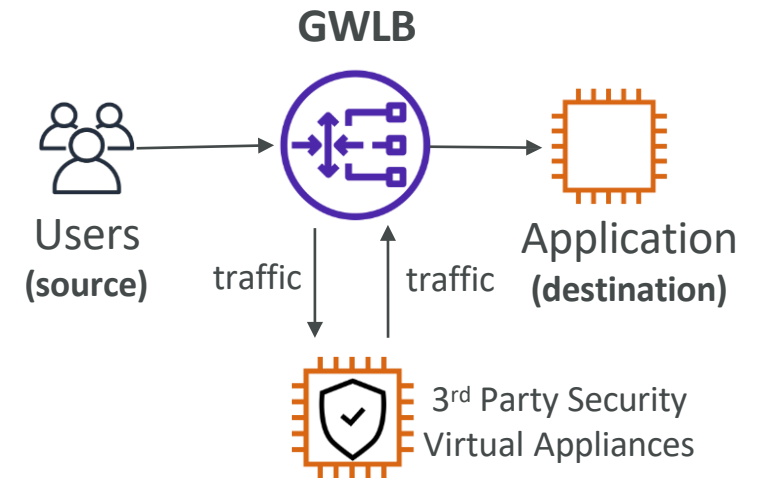 GWLB
Users
(source)
traffic
traffic
Application
(destination)
3rd Party Security
Virtual Appliances